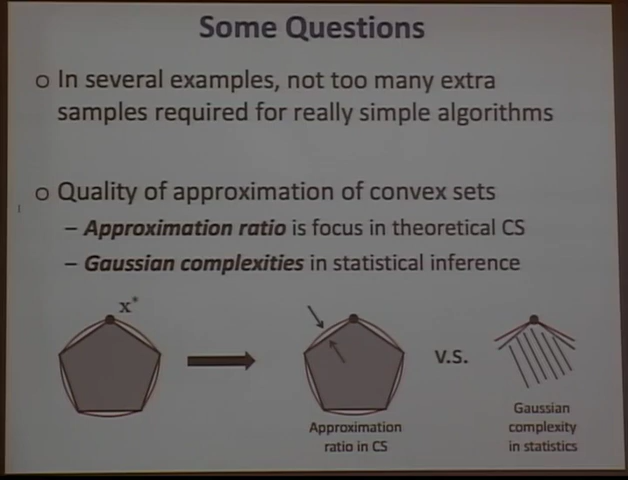 Some Questions
o In several examples, not too many extra
samples required for really simple algorithms
o Quality of approximation of convex sets
– Approximation ratio is focus in theoretical CS
– Gaussian complexities in statistical inference
x*
V.S.
Approximation
ratio in CS
Gaussian
complexity
in statistics